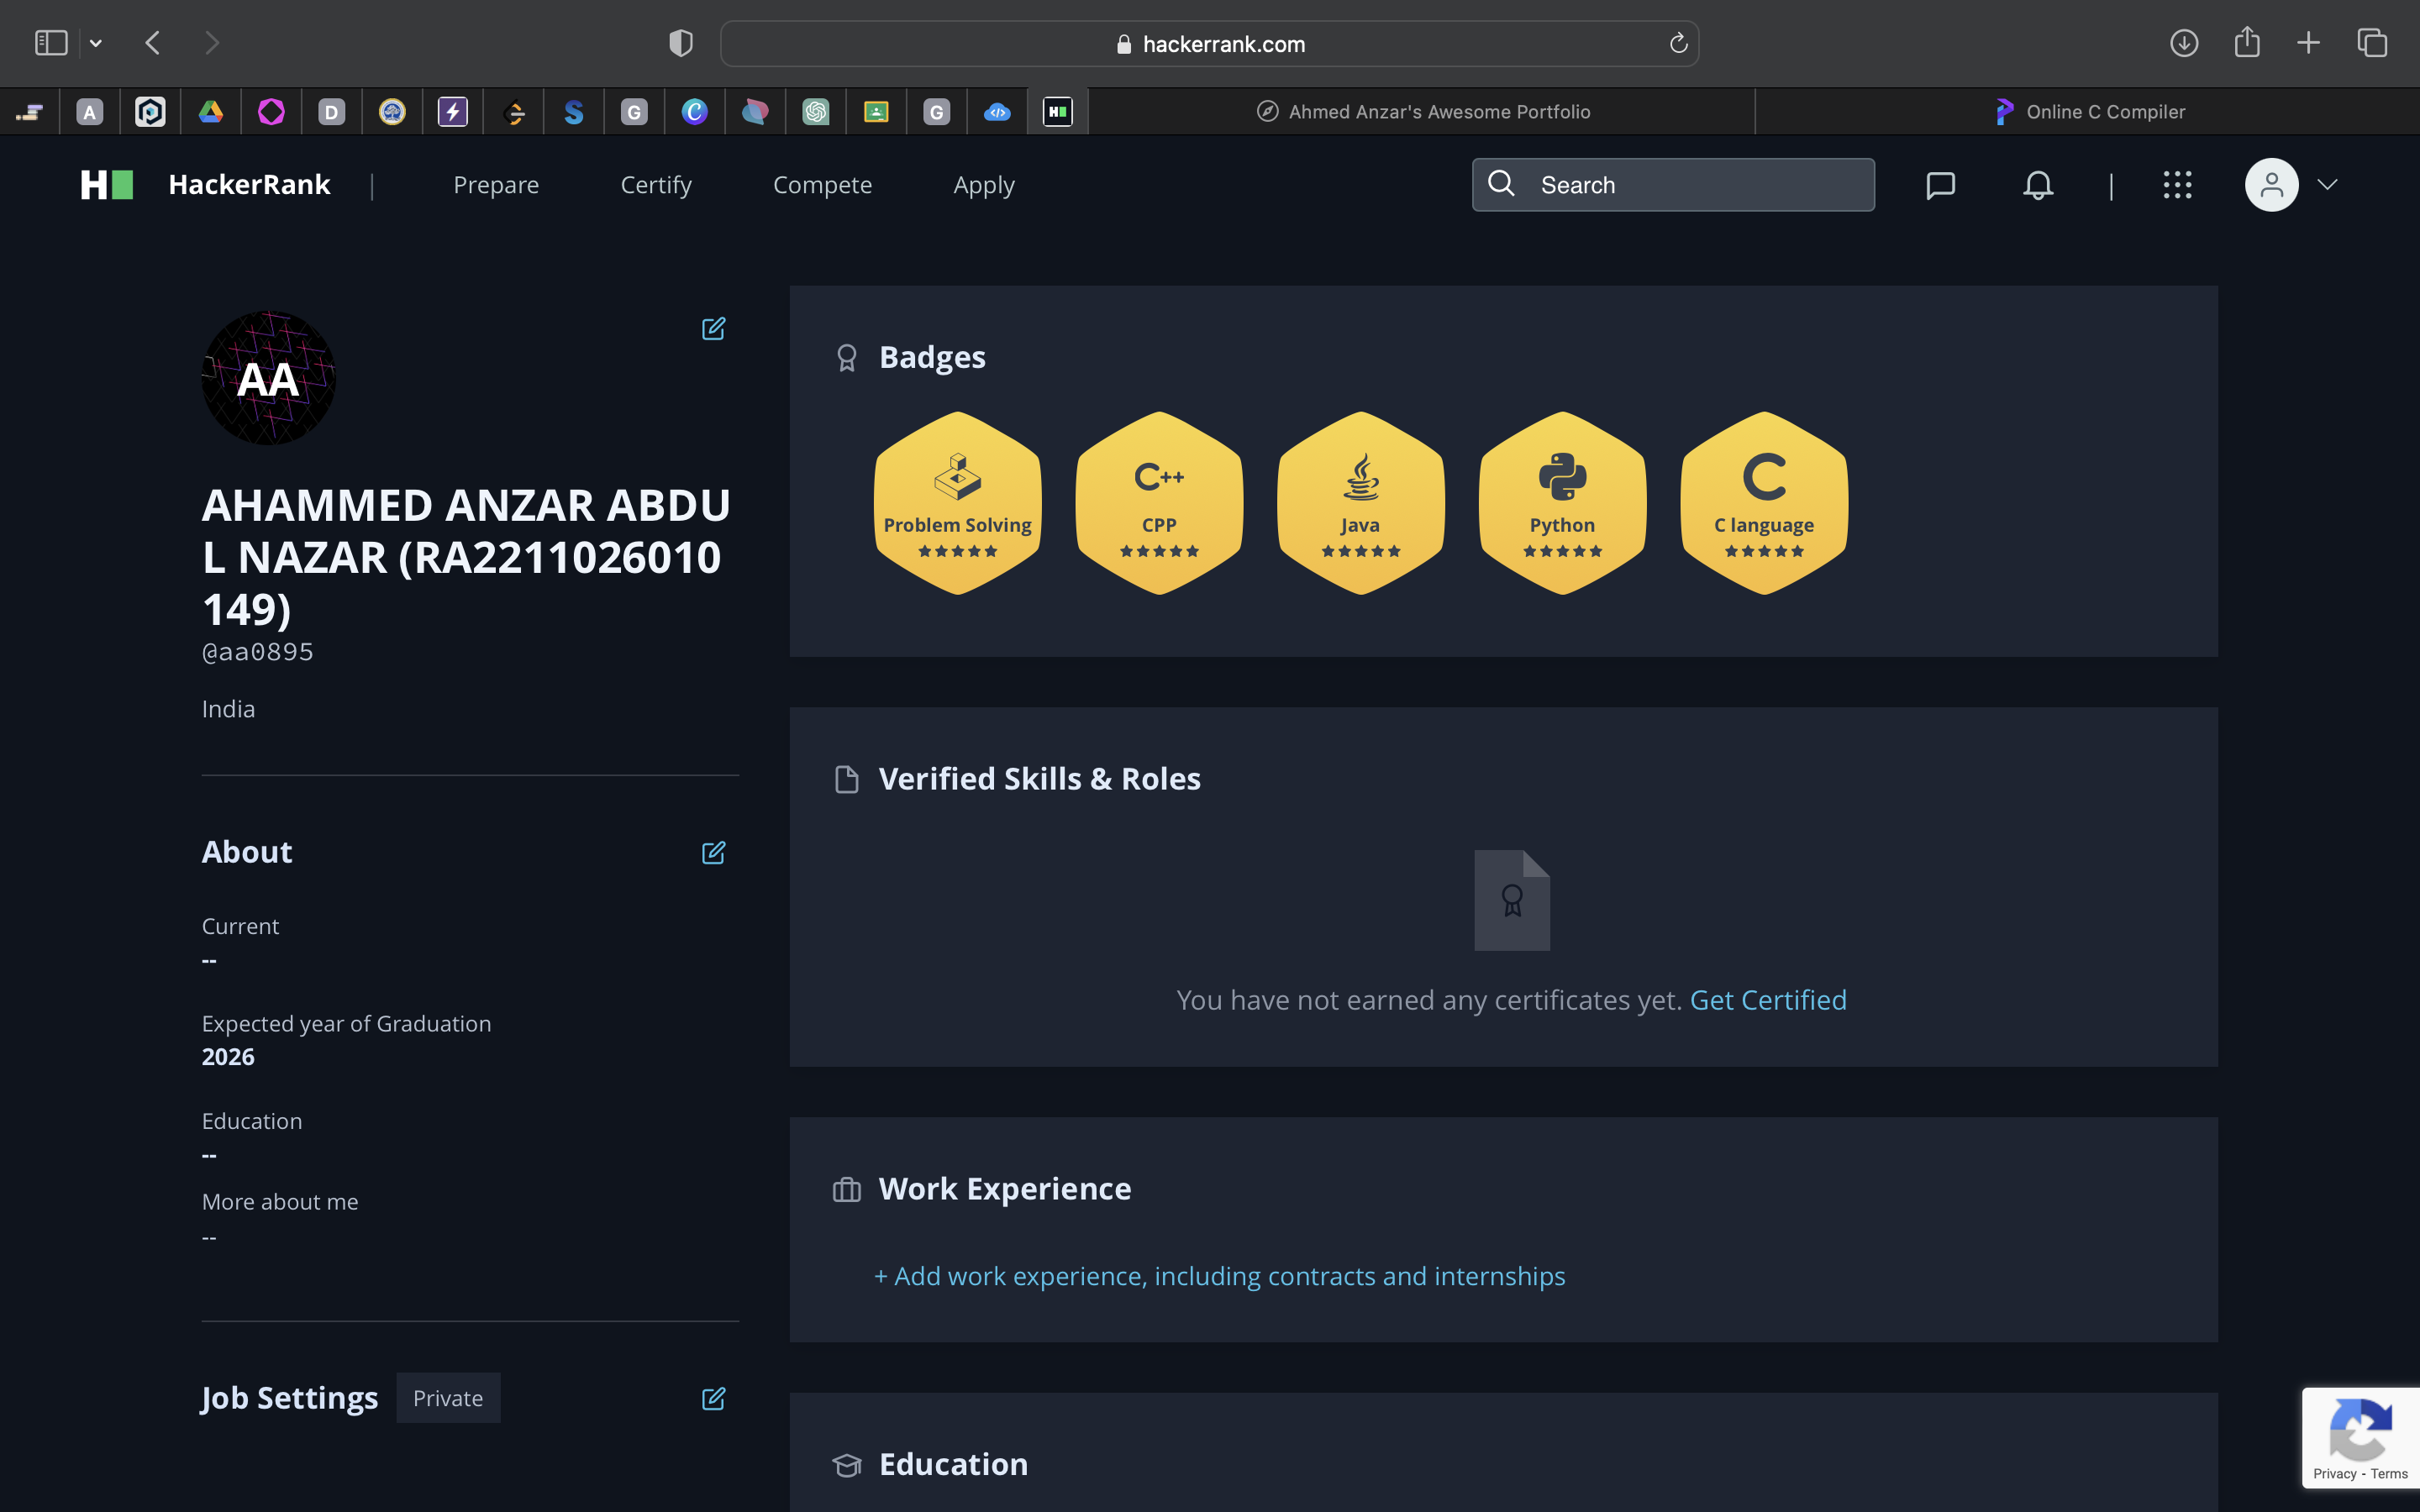 hackerrank.com
A
D
G
G
H
Ahmed Anzar's Awesome Portfolio
Online C Compiler
H
HackerRank
Prepare
Certify
Compete
Apply
Search
AA
AHAMMED ANZAR ABDU
L NAZAR (RA2211026010
149)
@aa0895
India
About
Current
--
Expected year of Graduation
2026
Education
--
More about me
--
Job Settings
Private
Badges
Problem Solving
C++
CPP
Java
Python
C
C language
Verified Skills & Roles
You have not earned any certificates yet. Get Certified
Work Experience
+ Add work experience, including contracts and internships
Education
Privacy - Terms